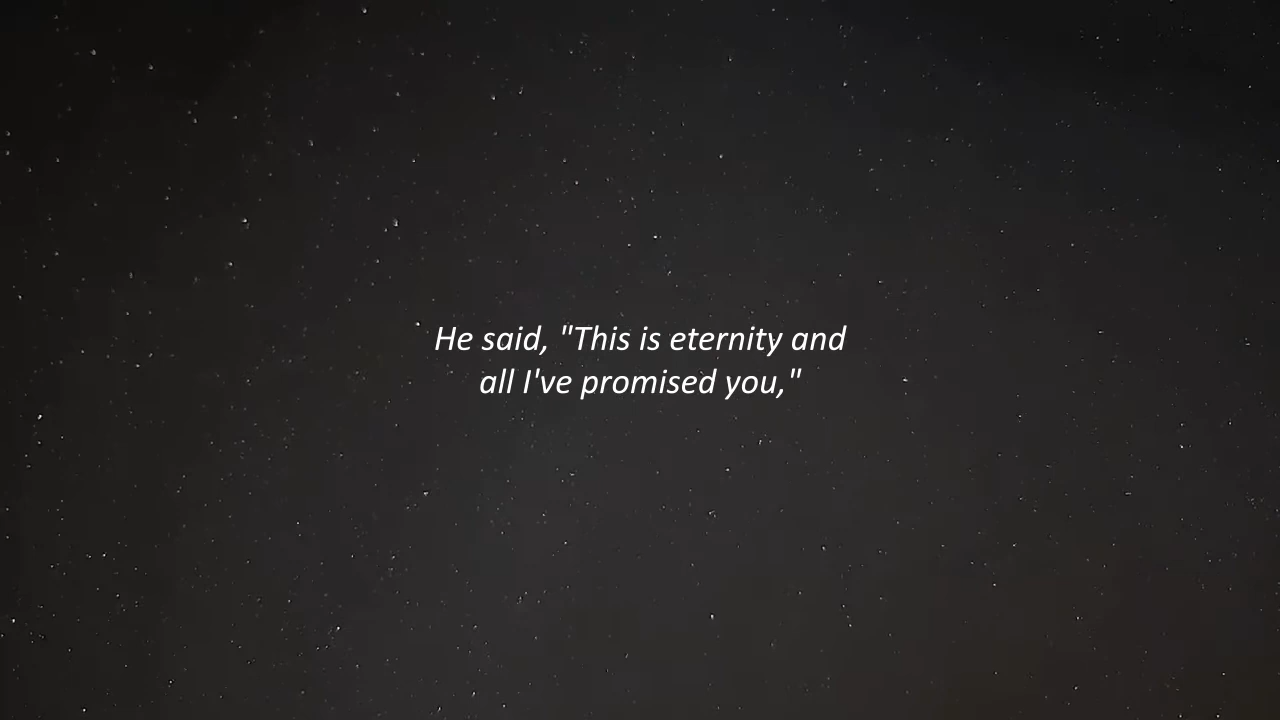 He said, "This is eternity and
all I've promised you,"